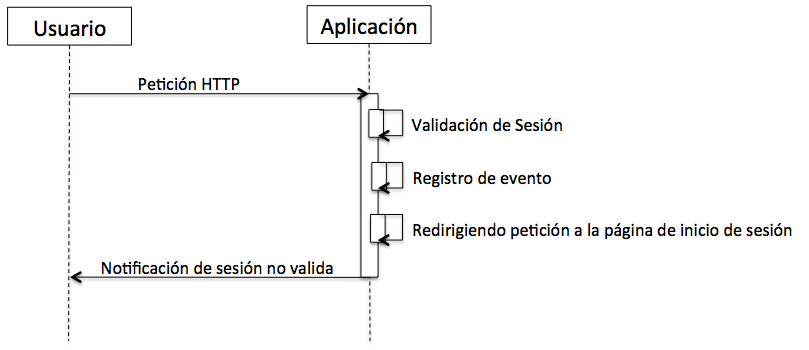 Usuario
Aplicación
Petición HTTP
Validación de Sesión
Registro de evento
Redirigiendo petición a la página de inicio de sesión
Notificación de sesión no valida